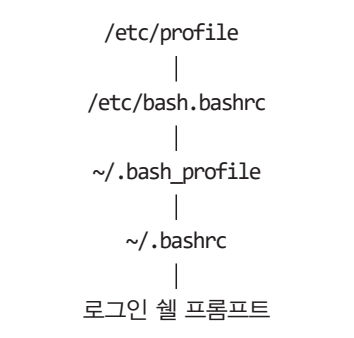 /etc/profile
/etc/bash.bashrc
~/.bash_profile
~/.bashrc
로그인 쉘 프롬프트